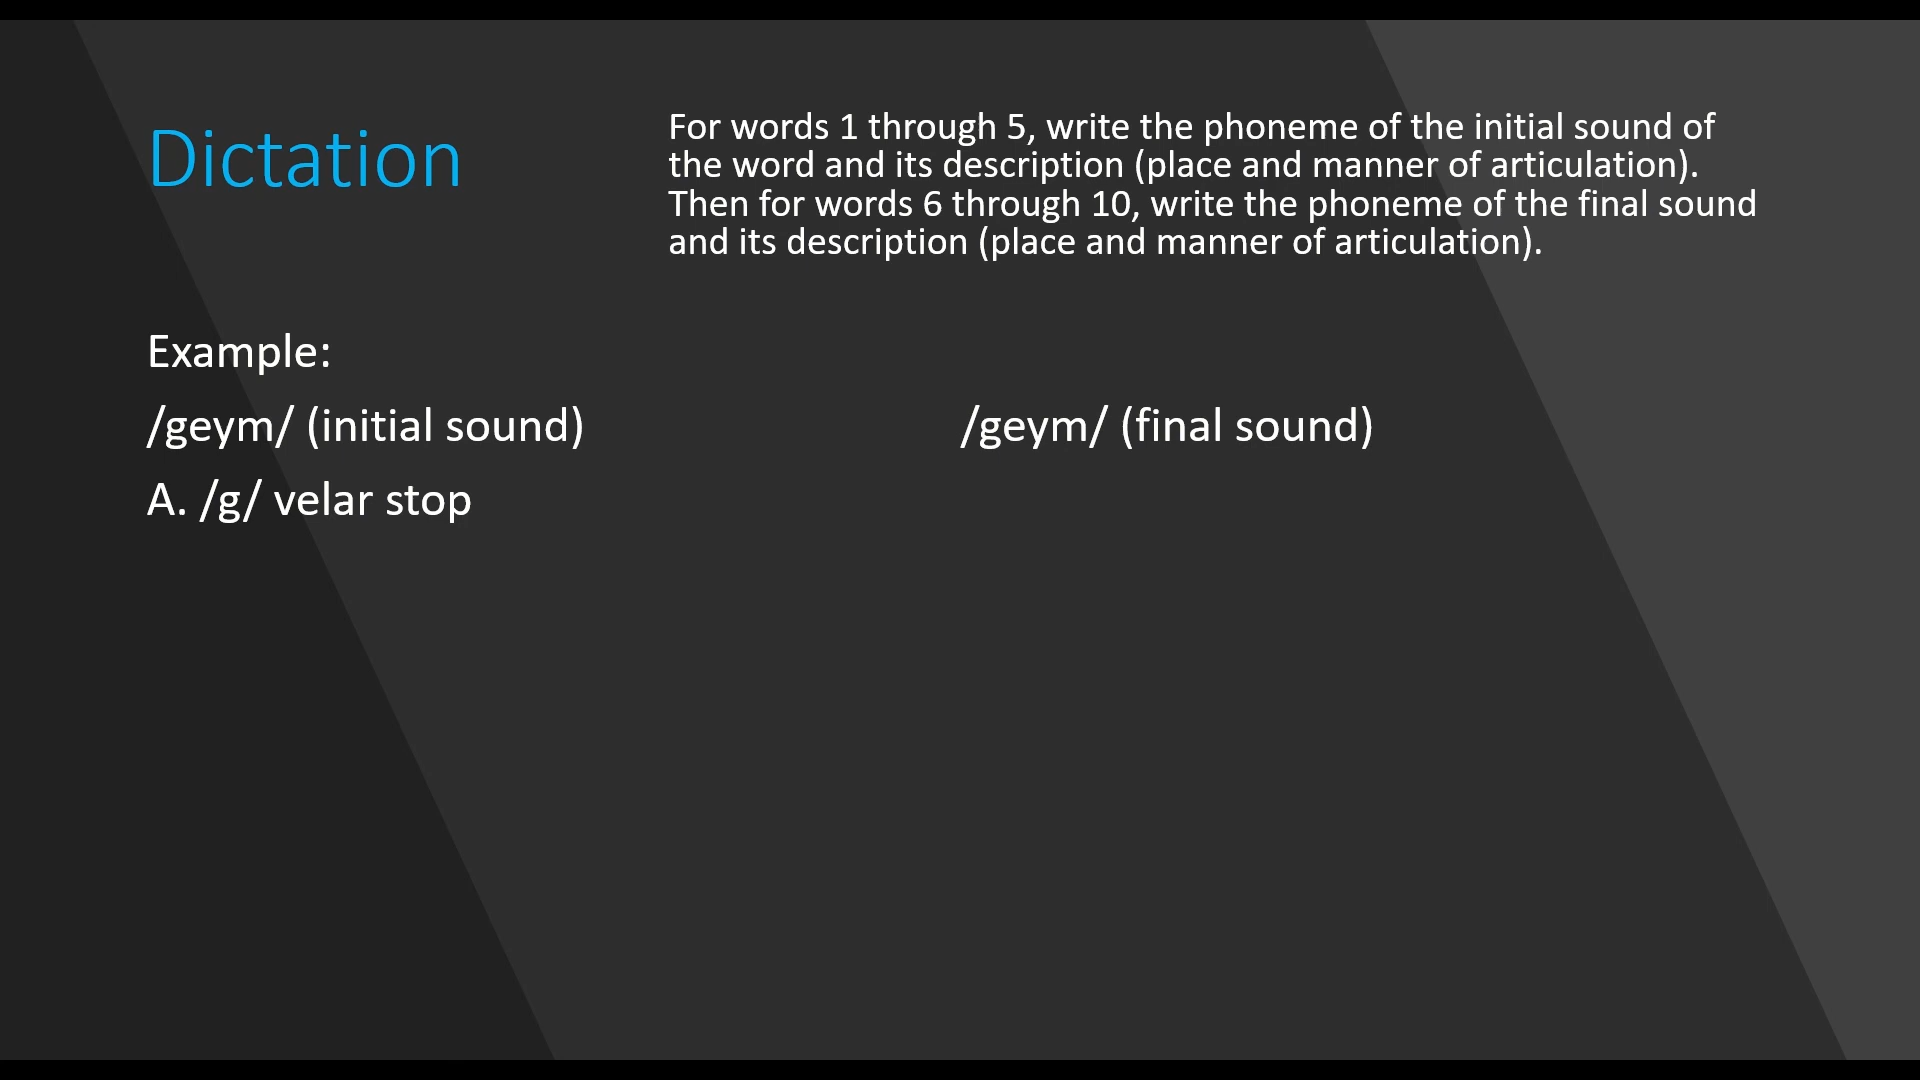 Dictation
For words 1 through 5, write the phoneme of the initial sound of
the word and its description (place and manner of articulation).
Then for words 6 through 10, write the phoneme of the final sound
and its description (place and manner of articulation).
Example:
/geym/ (initial sound)
/geym/ (final sound)
A. /g/ velar stop